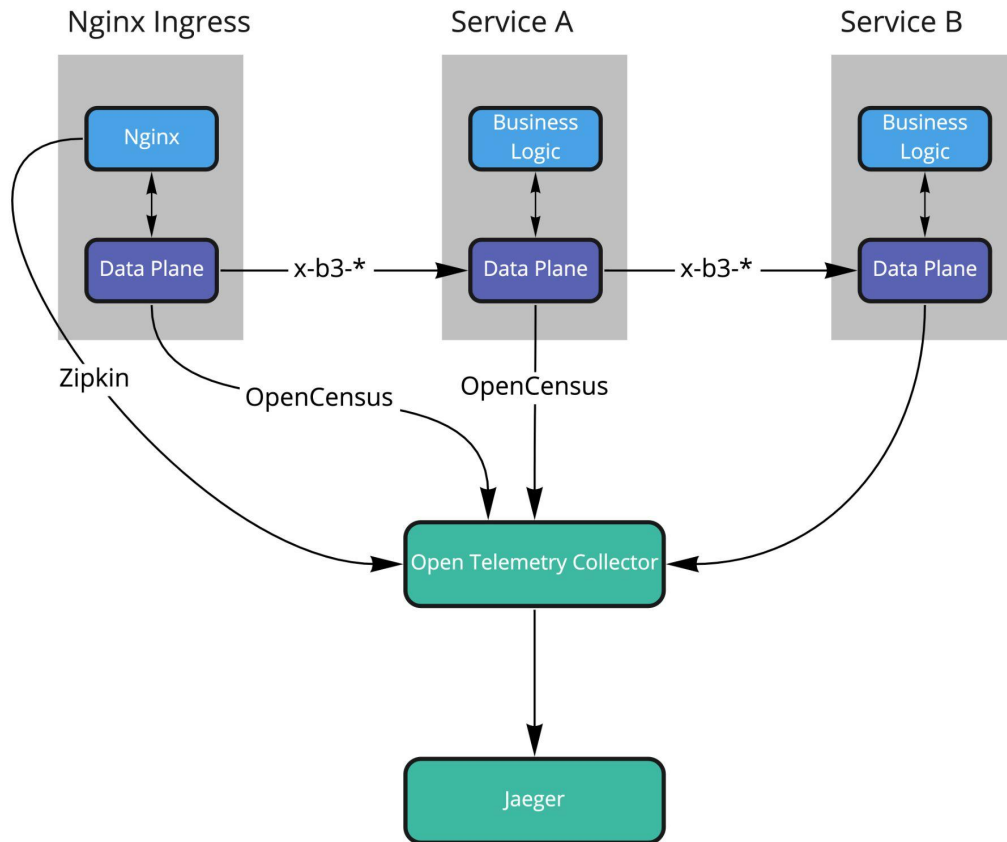 Nginx Ingress
Service A
Service B
Nginx
Business
Logic
Business
Logic
Data Plane
x-b3-*
Data Plane
x-b3-*
Data Plane
Zipkin
OpenCensus
OpenCensus
Open Telemetry Collector
Jaeger